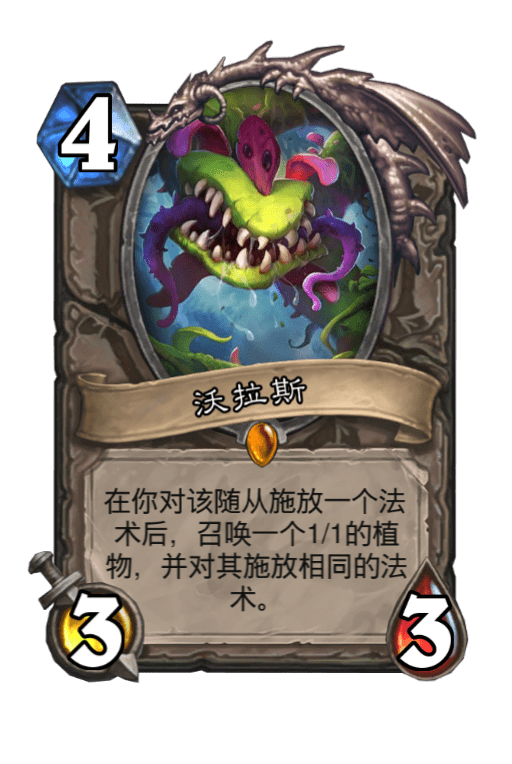 4
沃拉斯
在你对该随从施放一个法
术后，召唤一个1/1的植
物，并对其施放相同的法
术。
3
3